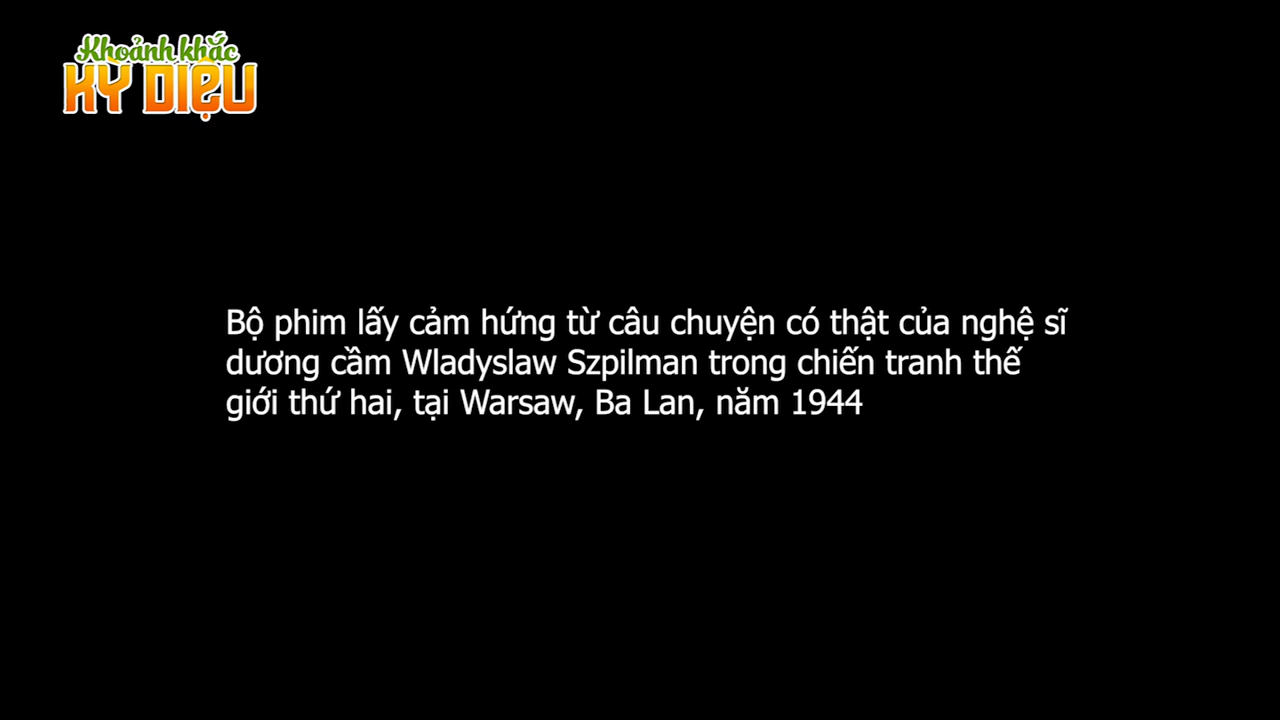 Khoảnh khắc
KỲ DIỆU
Bộ phim lấy cảm hứng từ câu chuyện có thật của nghệ sĩ
dương cầm Wladyslaw Szpilman trong chiến tranh thế
giới thứ hai, tại Warsaw, Ba Lan, năm 1944